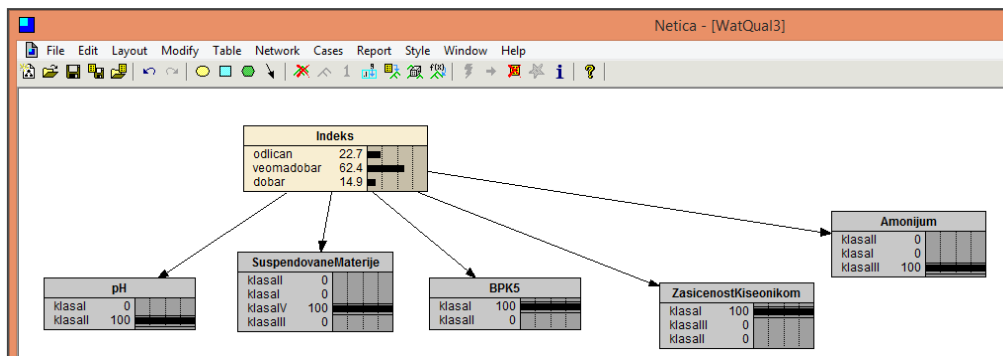 Netica - [WatQual3]
File Edit Layout Modify Table Network Cases Report Style Window Help
Indeks
odlican 22.7
veomadobar 62.4
dobar 14.9
Amonijum
klasaII 0
klasaI 0
klasaIII 100
SuspendovaneMaterije
klasaII 0
klasaI 0
klasaIV 100
klasaIII 0
pH
klasaI 0
klasaII 100
BPK5
klasaI 100
klasaII 0
ZasicenostKiseonikom
klasaI 100
klasaIII 0
klasaII 0